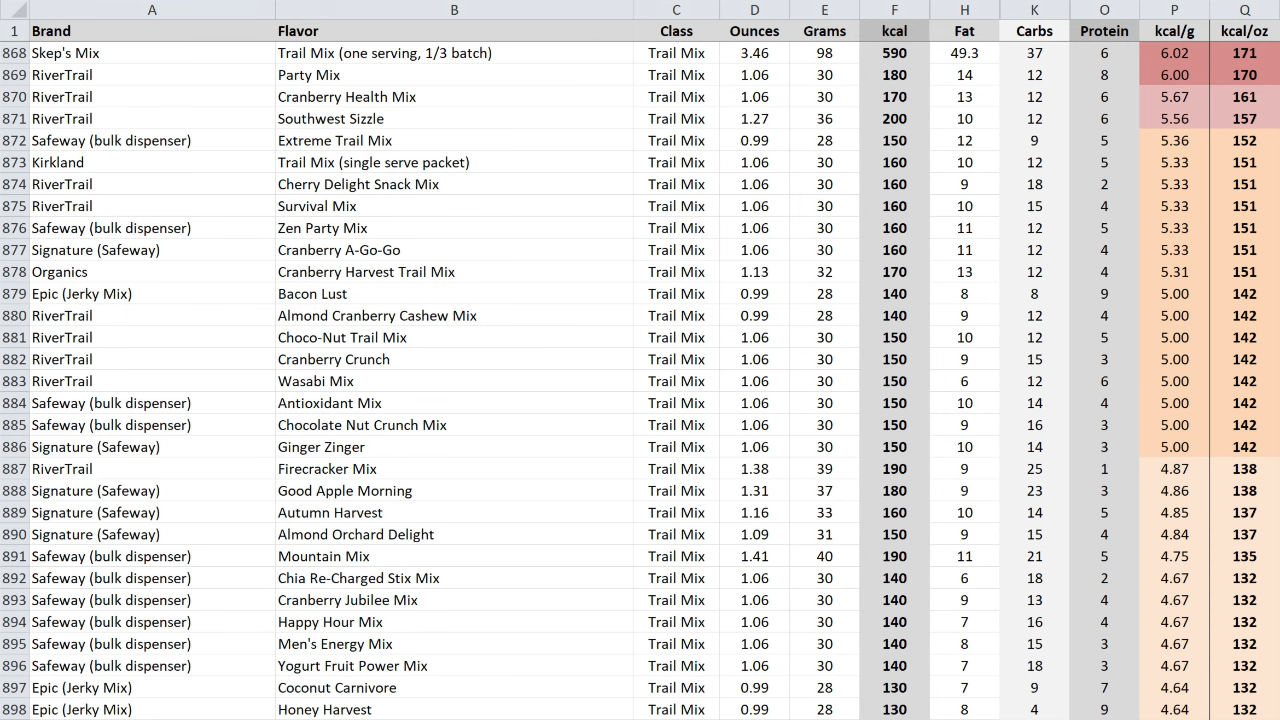 A B C D E F H K O P Q
1 Brand Flavor Class Ounces Grams kcal Fat Carbs Protein kcal/g kcal/oz
868 Skep's Mix Trail Mix (one serving, 1/3 batch) Trail Mix 3.46 98 590 49.3 37 6 6.02 171
869 RiverTrail Party Mix Trail Mix 1.06 30 180 14 12 8 6.00 170
870 RiverTrail Cranberry Health Mix Trail Mix 1.06 30 170 13 12 6 5.67 161
871 RiverTrail Southwest Sizzle Trail Mix 1.27 36 200 10 12 6 5.56 157
872 Safeway (bulk dispenser) Extreme Trail Mix Trail Mix 0.99 28 150 12 9 5 5.36 152
873 Kirkland Trail Mix (single serve packet) Trail Mix 1.06 30 160 10 12 5 5.33 151
874 RiverTrail Cherry Delight Snack Mix Trail Mix 1.06 30 160 9 18 2 5.33 151
875 RiverTrail Survival Mix Trail Mix 1.06 30 160 10 15 4 5.33 151
876 Safeway (bulk dispenser) Zen Party Mix Trail Mix 1.06 30 160 11 12 5 5.33 151
877 Signature (Safeway) Cranberry A-Go-Go Trail Mix 1.06 30 160 11 12 4 5.33 151
878 Organics Cranberry Harvest Trail Mix Trail Mix 1.13 32 170 13 12 4 5.31 151
879 Epic (Jerky Mix) Bacon Lust Trail Mix 0.99 28 140 8 8 9 5.00 142
880 RiverTrail Almond Cranberry Cashew Mix Trail Mix 0.99 28 140 9 12 4 5.00 142
881 RiverTrail Choco-Nut Trail Mix Trail Mix 1.06 30 150 10 12 5 5.00 142
882 RiverTrail Cranberry Crunch Trail Mix 1.06 30 150 9 15 3 5.00 142
883 RiverTrail Wasabi Mix Trail Mix 1.06 30 150 6 12 6 5.00 142
884 Safeway (bulk dispenser) Antioxidant Mix Trail Mix 1.06 30 150 10 14 4 5.00 142
885 Safeway (bulk dispenser) Chocolate Nut Crunch Mix Trail Mix 1.06 30 150 9 16 3 5.00 142
886 Signature (Safeway) Ginger Zinger Trail Mix 1.06 30 150 10 14 3 5.00 142
887 RiverTrail Firecracker Mix Trail Mix 1.38 39 190 9 25 1 4.87 138
888 Signature (Safeway) Good Apple Morning Trail Mix 1.31 37 180 9 23 3 4.86 138
889 Signature (Safeway) Autumn Harvest Trail Mix 1.16 33 160 10 14 5 4.85 137
890 Signature (Safeway) Almond Orchard Delight Trail Mix 1.09 31 150 9 15 4 4.84 137
891 Safeway (bulk dispenser) Mountain Mix Trail Mix 1.41 40 190 11 21 5 4.75 135
892 Safeway (bulk dispenser) Chia Re-Charged Stix Mix Trail Mix 1.06 30 140 6 18 2 4.67 132
893 Safeway (bulk dispenser) Cranberry Jubilee Mix Trail Mix 1.06 30 140 9 13 4 4.67 132
894 Safeway (bulk dispenser) Happy Hour Mix Trail Mix 1.06 30 140 7 16 4 4.67 132
895 Safeway (bulk dispenser) Men's Energy Mix Trail Mix 1.06 30 140 8 15 3 4.67 132
896 Safeway (bulk dispenser) Yogurt Fruit Power Mix Trail Mix 1.06 30 140 7 18 3 4.67 132
897 Epic (Jerky Mix) Coconut Carnivore Trail Mix 0.99 28 130 7 9 7 4.64 132
898 Epic (Jerky Mix) Honey Harvest Trail Mix 0.99 28 130 8 4 9 4.64 132